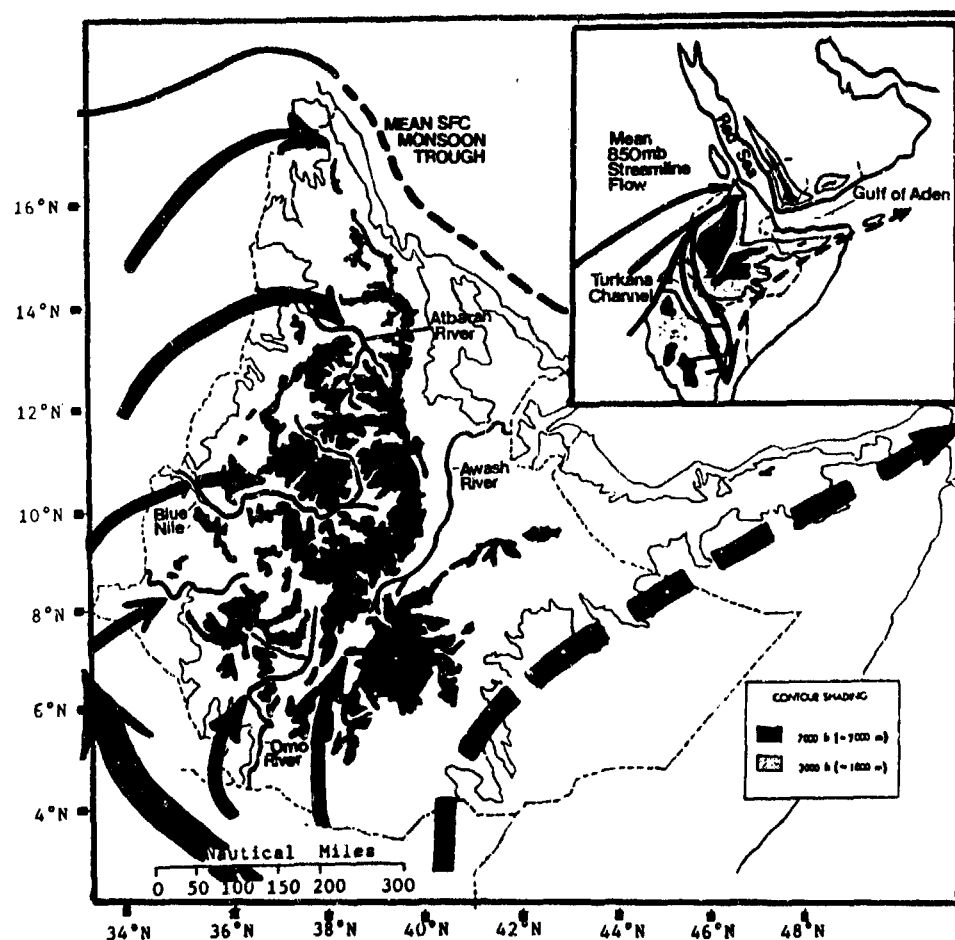 MEAN SFC
MONSOON
TROUGH
Mean
850mb
Streamline
Flow
Red Sea
Gulf of Aden
Turkana
Channel
16°N
14°N
12°N
10°N
8°N
6°N
4°N
Atbarah
River
Awash
River
Blue
Nile
Omo
River
CONTOUR SHADING
Nautical Miles
0 50 100 150 200 300
34°N 36°N 38°N 40°N 42°N 44°N 46°N 48°N